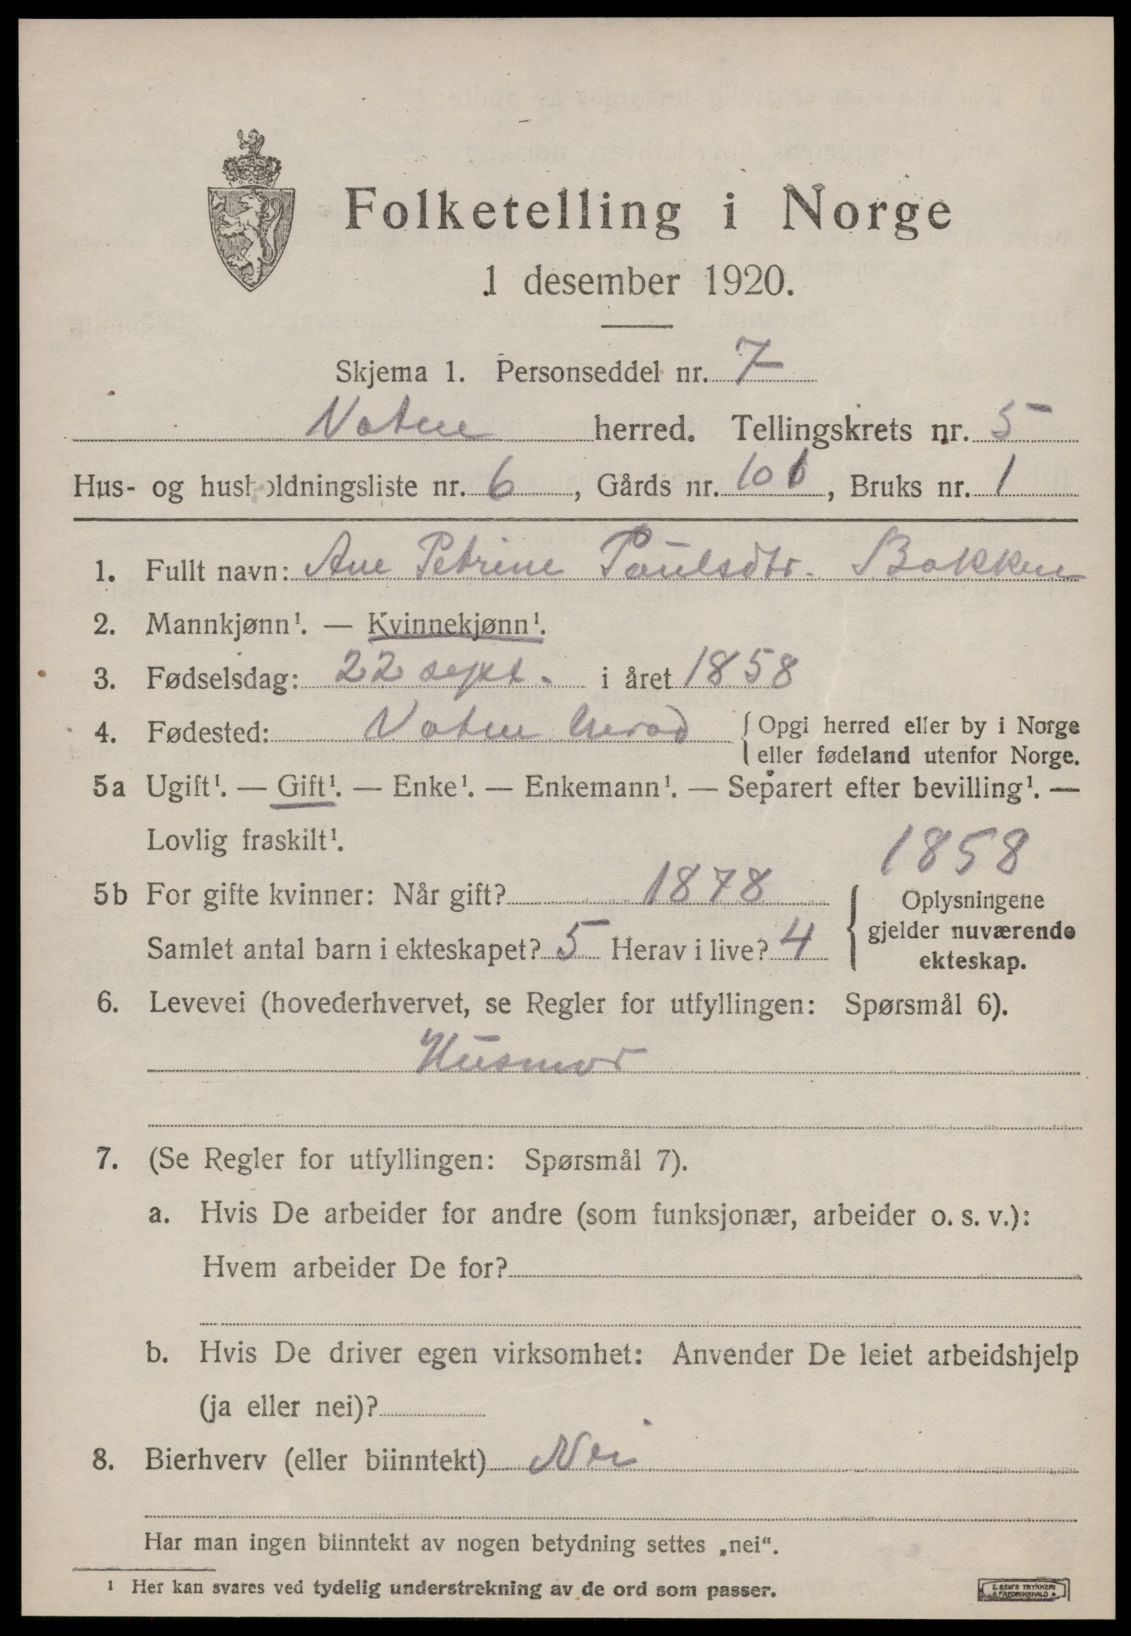 Folketelling i Norge
1 desember 1920.
Skjema 1. Personseddel nr. 7
Vatne herred. Tellingskrets nr. 5
Hus- og husholdningsliste nr. 6, Gårds nr. 101, Bruks nr. 1
1. Fullt navn: Ane Petrine Paulsdtr. Bakken
2. Mannkjønn¹. — Kvinnekjønn¹.
3. Fødselsdag: 22 sept. i året 1858
4. Fødested: Vatne herad {Opgi herred eller by i Norge
eller fødeland utenfor Norge.
5a Ugift¹. — Gift¹. — Enke¹. — Enkemann¹. — Separert efter bevilling¹. —
Lovlig fraskilt¹.
1858
5b For gifte kvinner: Når gift? 1878
Samlet antal barn i ekteskapet? 5 Herav i live? 4
{Oplysningene
gjelder nuværende
ekteskap.
6. Levevei (hovederhvervet, se Regler for utfyllingen: Spørsmål 6).
Husmor
7. (Se Regler for utfyllingen: Spørsmål 7).
a. Hvis De arbeider for andre (som funksjonær, arbeider o. s. v.):
Hvem arbeider De for?
b. Hvis De driver egen virksomhet: Anvender De leiet arbeidshjelp
(ja eller nei)?
8. Bierhverv (eller biinntekt) Nei
Har man ingen biinntekt av nogen betydning settes „nei“.
¹ Her kan svares ved tydelig understrekning av de ord som passer.